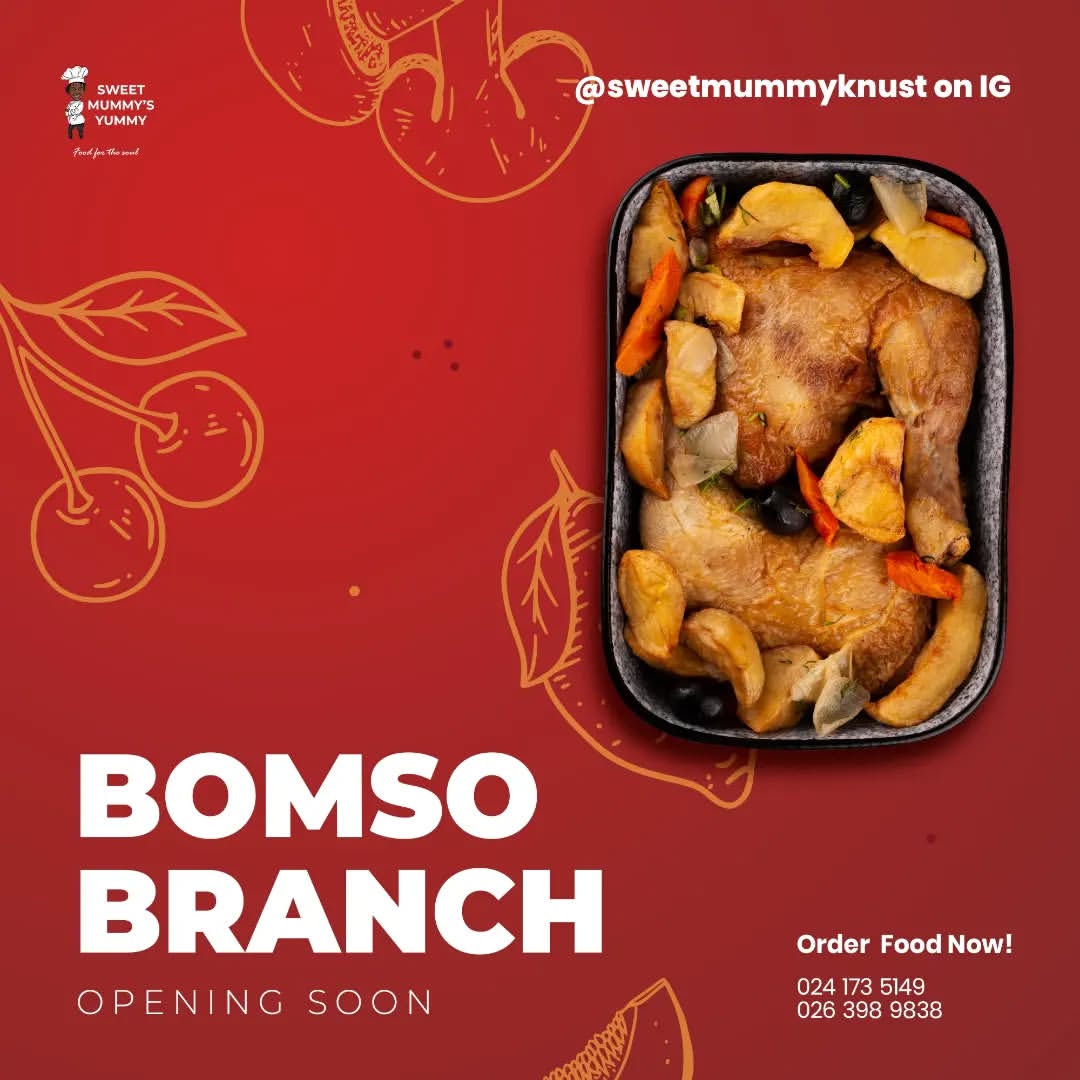 SWEET
MUMMY'S
YUMMY
Food for the soul
@sweetmummyknust on IG
BOMSO
BRANCH
OPENING SOON
Order Food Now!
024 173 5149
026 398 9838